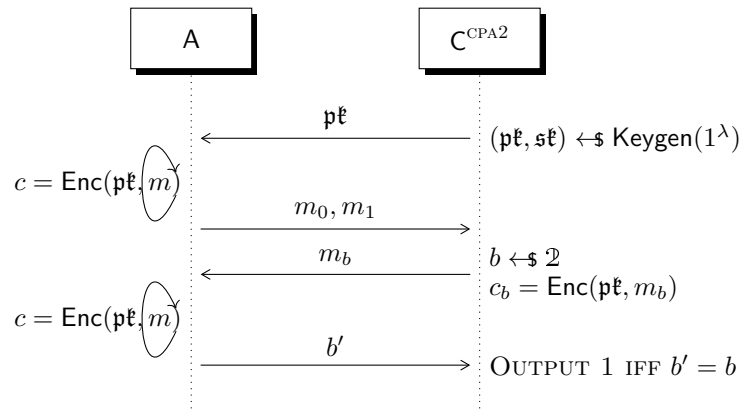 A
C^{CPA2}
𝔭𝔨
(𝔭𝔨, 𝔰𝔨) ↞$ Keygen(1^λ)
c = Enc(𝔭𝔨, m)
m_0, m_1
m_b
b ↞$ 𝟚
c_b = Enc(𝔭𝔨, m_b)
c = Enc(𝔭𝔨, m)
b′
OUTPUT 1 IFF b′ = b